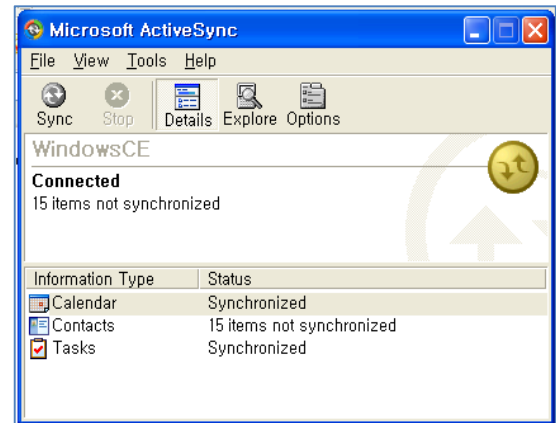 Microsoft ActiveSync
File View Tools Help
Sync Stop Details Explore Options
WindowsCE
Connected
15 items not synchronized
Information Type Status
Calendar Synchronized
Contacts 15 items not synchronized
Tasks Synchronized